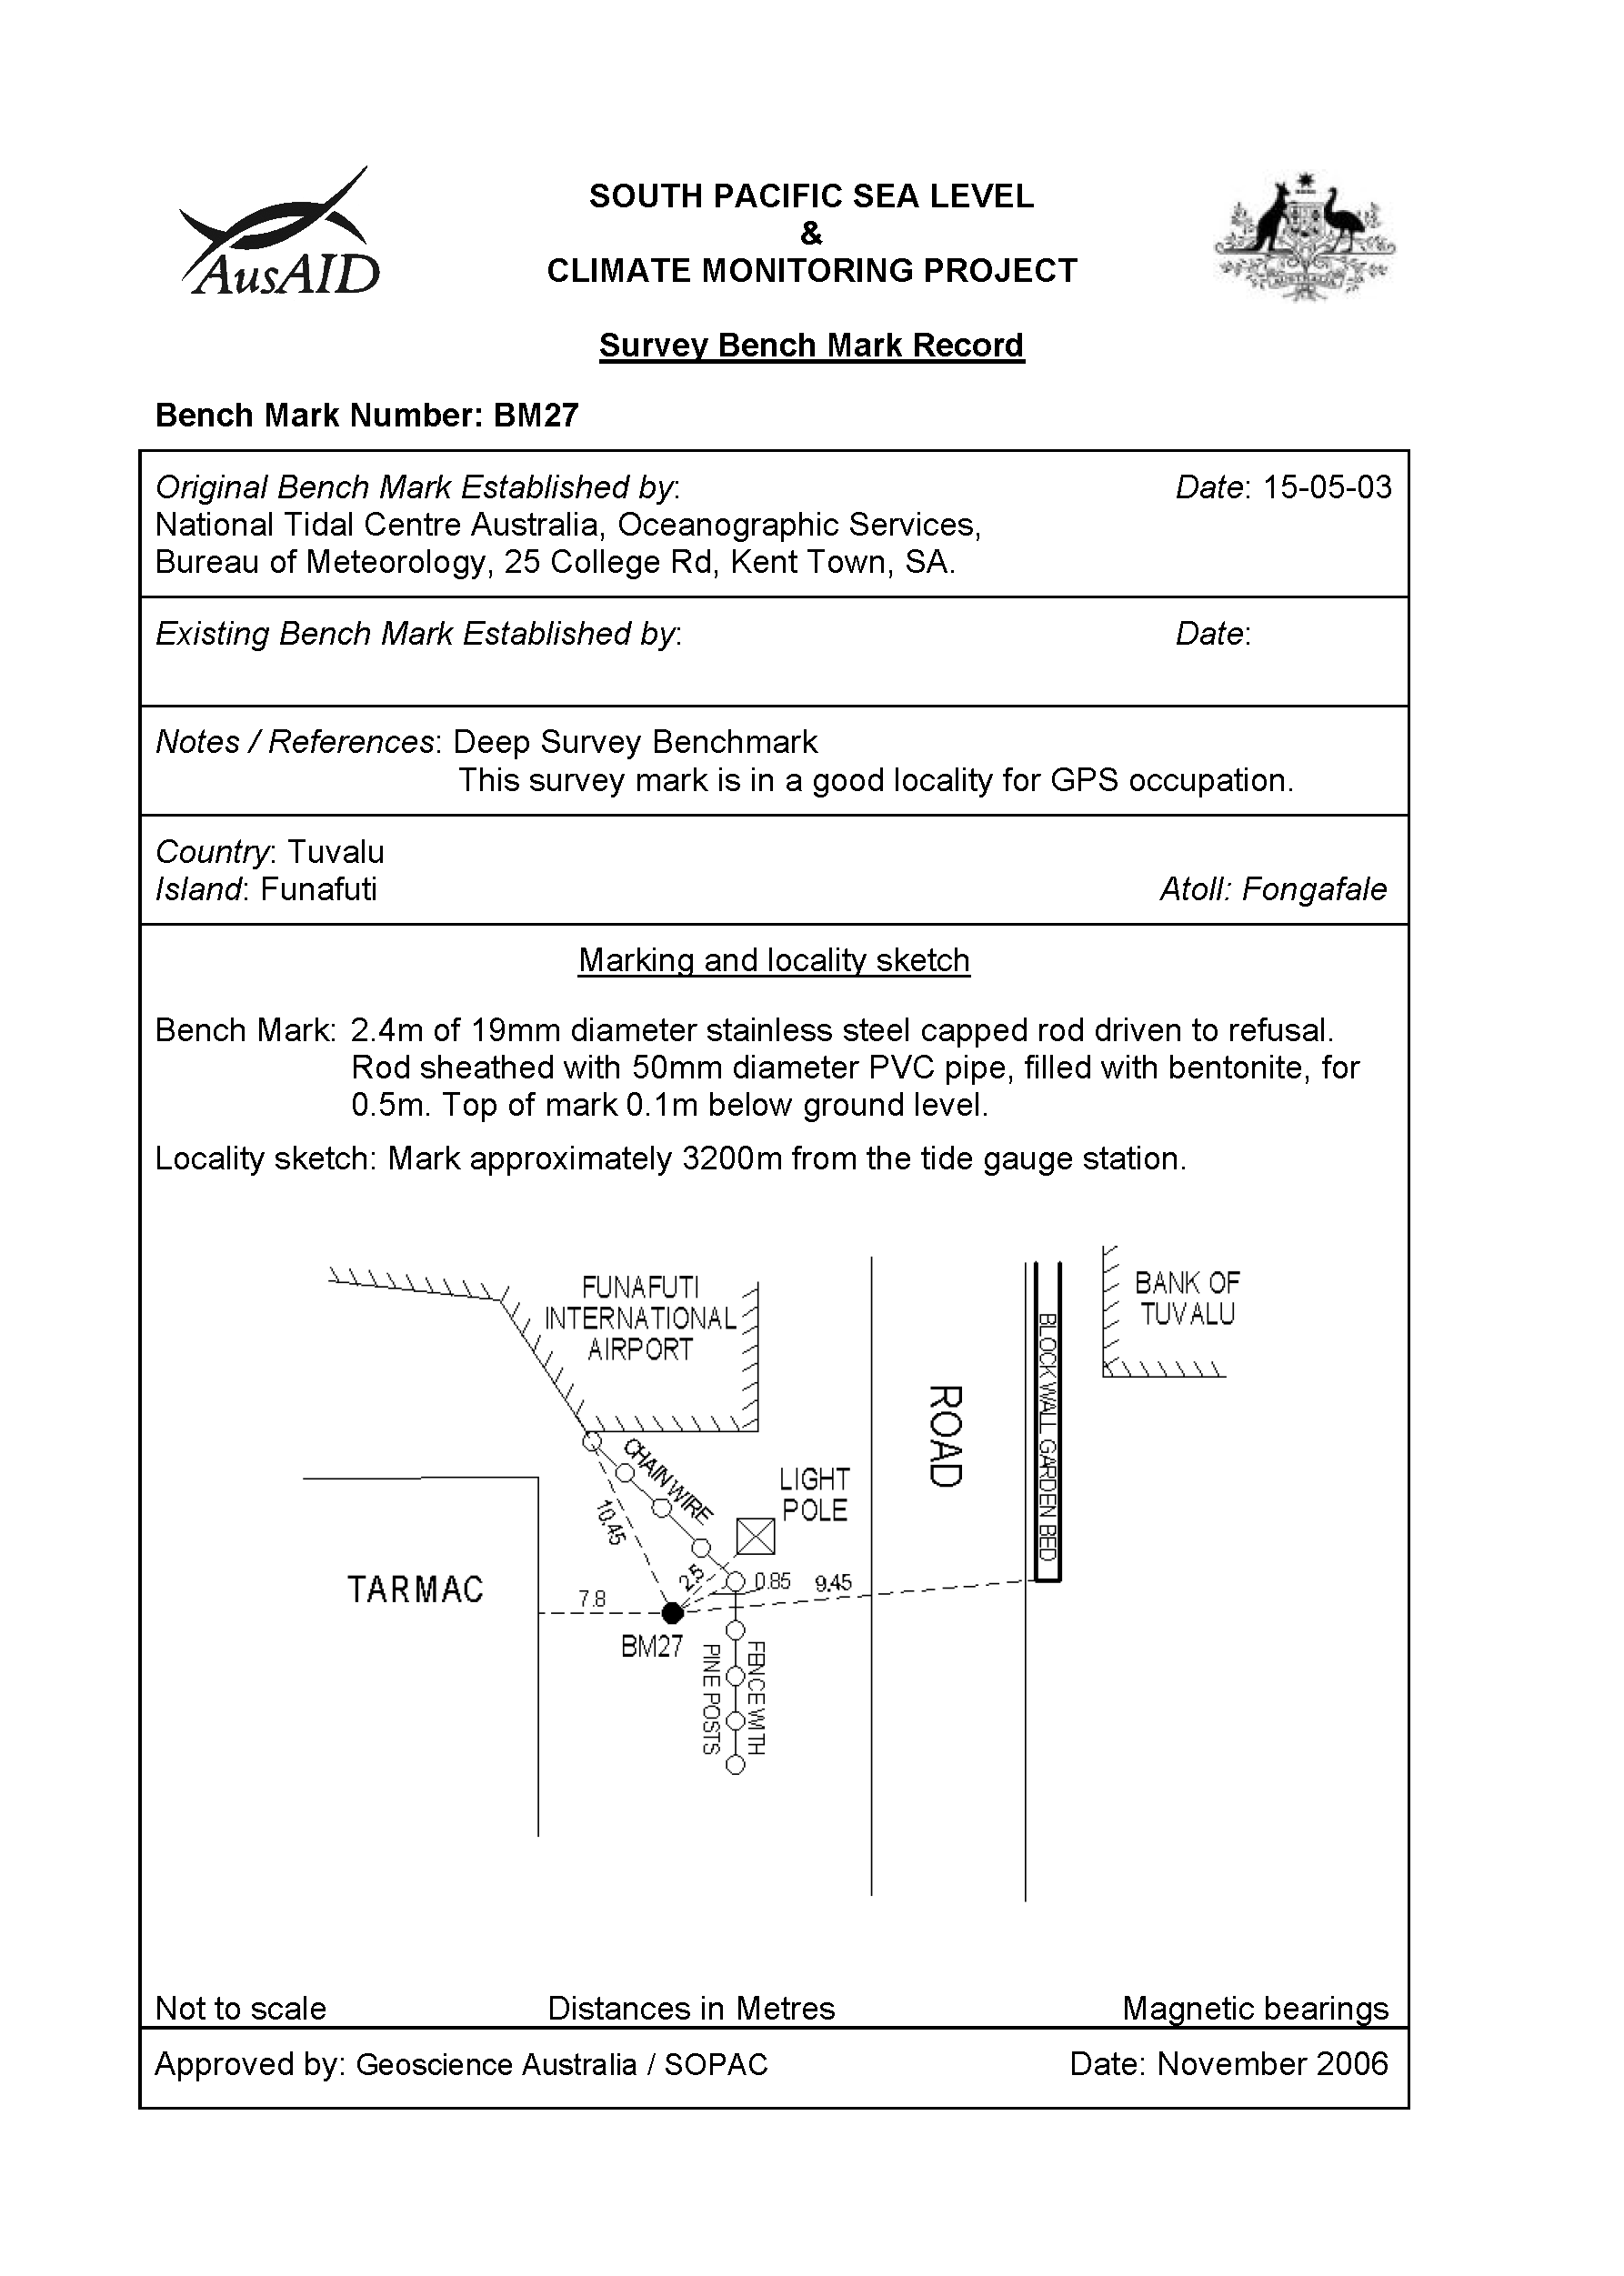 AusAID
SOUTH PACIFIC SEA LEVEL
&
CLIMATE MONITORING PROJECT
AUSTRALIA
Survey Bench Mark Record
Bench Mark Number: BM27
Original Bench Mark Established by: Date: 15-05-03
National Tidal Centre Australia, Oceanographic Services,
Bureau of Meteorology, 25 College Rd, Kent Town, SA.
Existing Bench Mark Established by: Date:
Notes / References: Deep Survey Benchmark
This survey mark is in a good locality for GPS occupation.
Country: Tuvalu
Island: Funafuti Atoll: Fongafale
Marking and locality sketch
Bench Mark: 2.4m of 19mm diameter stainless steel capped rod driven to refusal.
Rod sheathed with 50mm diameter PVC pipe, filled with bentonite, for
0.5m. Top of mark 0.1m below ground level.
Locality sketch: Mark approximately 3200m from the tide gauge station.
FUNAFUTI
INTERNATIONAL
AIRPORT
BANK OF
TUVALU
BLOCK WALL GARDEN BED
ROAD
CHAIN WIRE
LIGHT
POLE
10.45
TARMAC
2.5
0.85
9.45
7.8
BM27
FENCE WITH
PINE POSTS
Not to scale Distances in Metres Magnetic bearings
Approved by: Geoscience Australia / SOPAC Date: November 2006